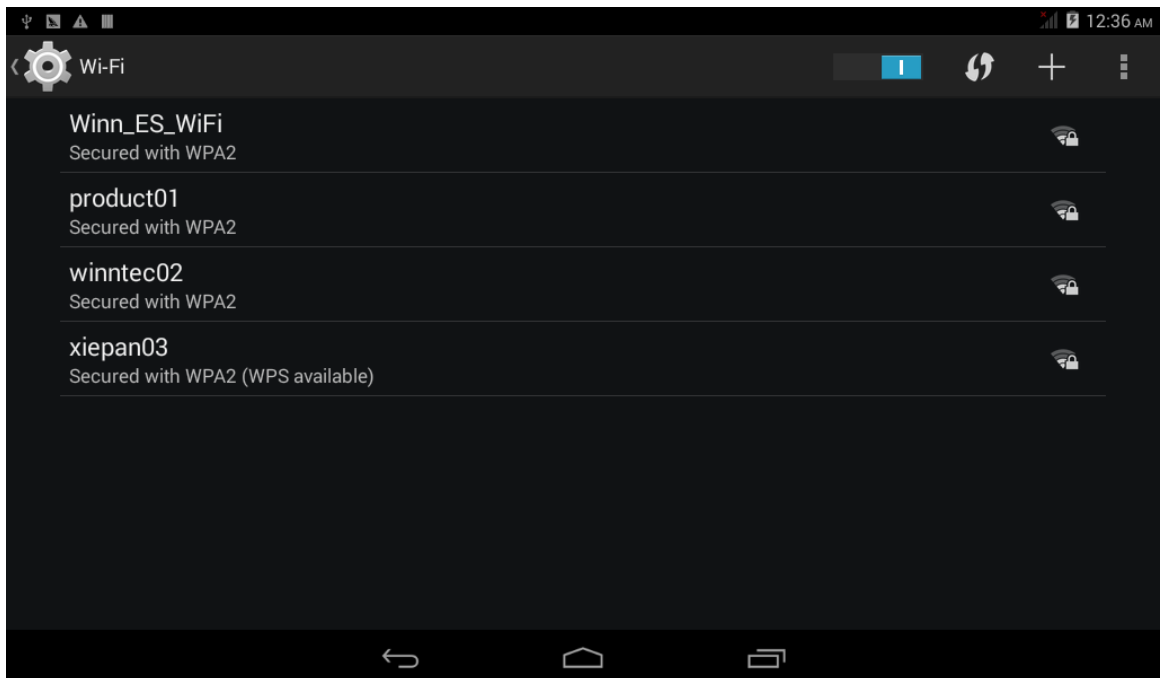 12:36 AM
Wi-Fi
Winn_ES_WiFi
Secured with WPA2
product01
Secured with WPA2
winntec02
Secured with WPA2
xiepan03
Secured with WPA2 (WPS available)